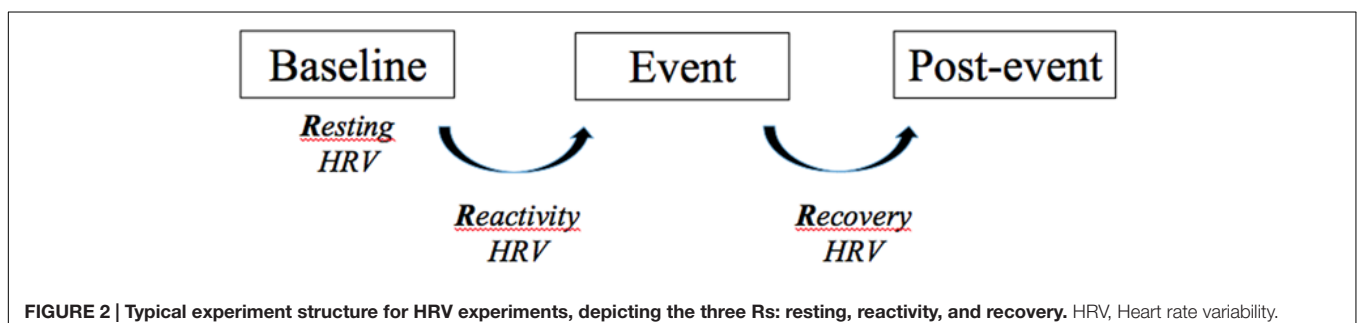 Baseline
Event
Post-event
Resting
HRV
Reactivity
HRV
Recovery
HRV
FIGURE 2 | Typical experiment structure for HRV experiments, depicting the three Rs: resting, reactivity, and recovery. HRV, Heart rate variability.